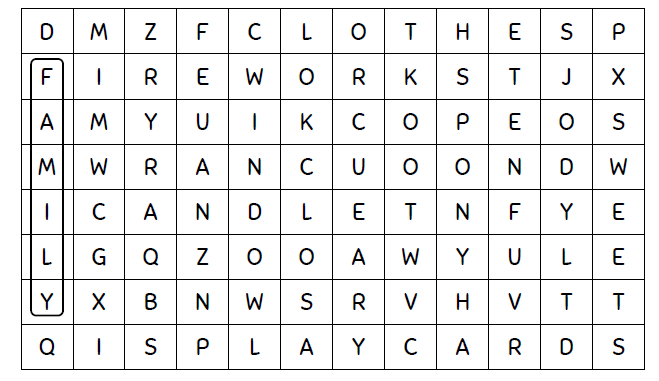 D M Z F C L O T H E S P
F I R E W O R K S T J X
A M Y U I K C O P E O S
M W R A N C U O O N D W
I C A N D L E T N F Y E
L G Q Z O O A W Y U L E
Y X B N W S R V H V T T
Q I S P L A Y C A R D S